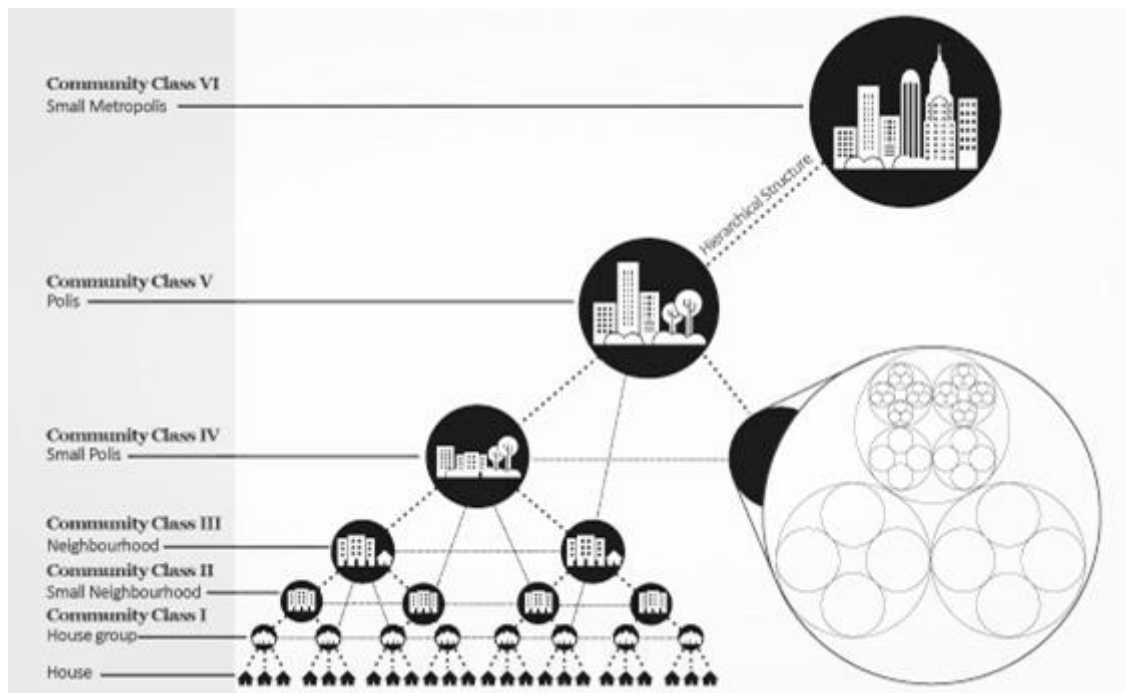 Community Class VI
Small Metropolis
Hierarchical Structure
Community Class V
Polis
Community Class IV
Small Polis
Community Class III
Neighbourhood
Community Class II
Small Neighbourhood
Community Class I
House group
House